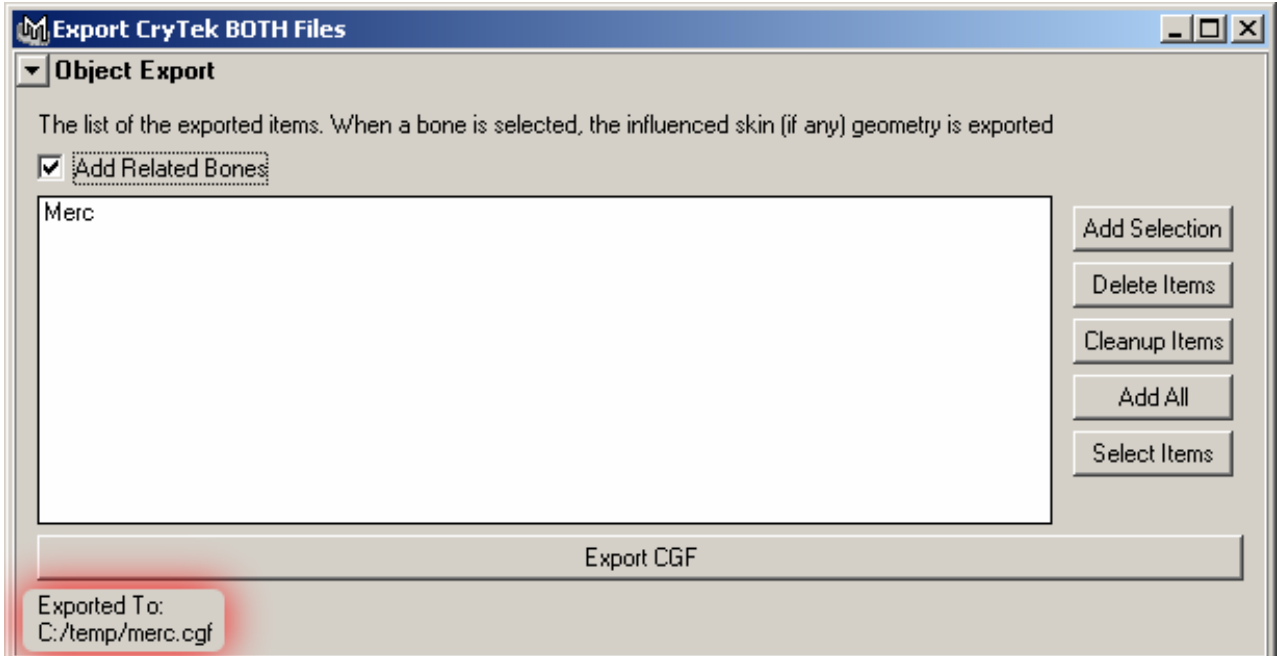 Export CryTek BOTH Files
Object Export
The list of the exported items. When a bone is selected, the influenced skin (if any) geometry is exported
Add Related Bones
Merc
Add Selection
Delete Items
Cleanup Items
Add All
Select Items
Export CGF
Exported To:
C:/temp/merc.cgf